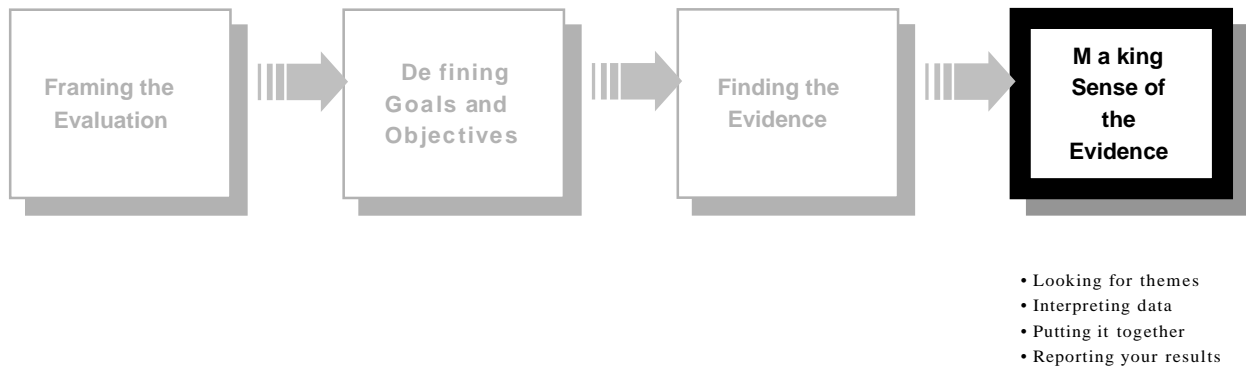 Framing the
Evaluation
De fining
Goals and
Objectives
Finding the
Evidence
M a king
Sense of
the
Evidence
• Looking for themes
• Interpreting data
• Putting it together
• Reporting your results